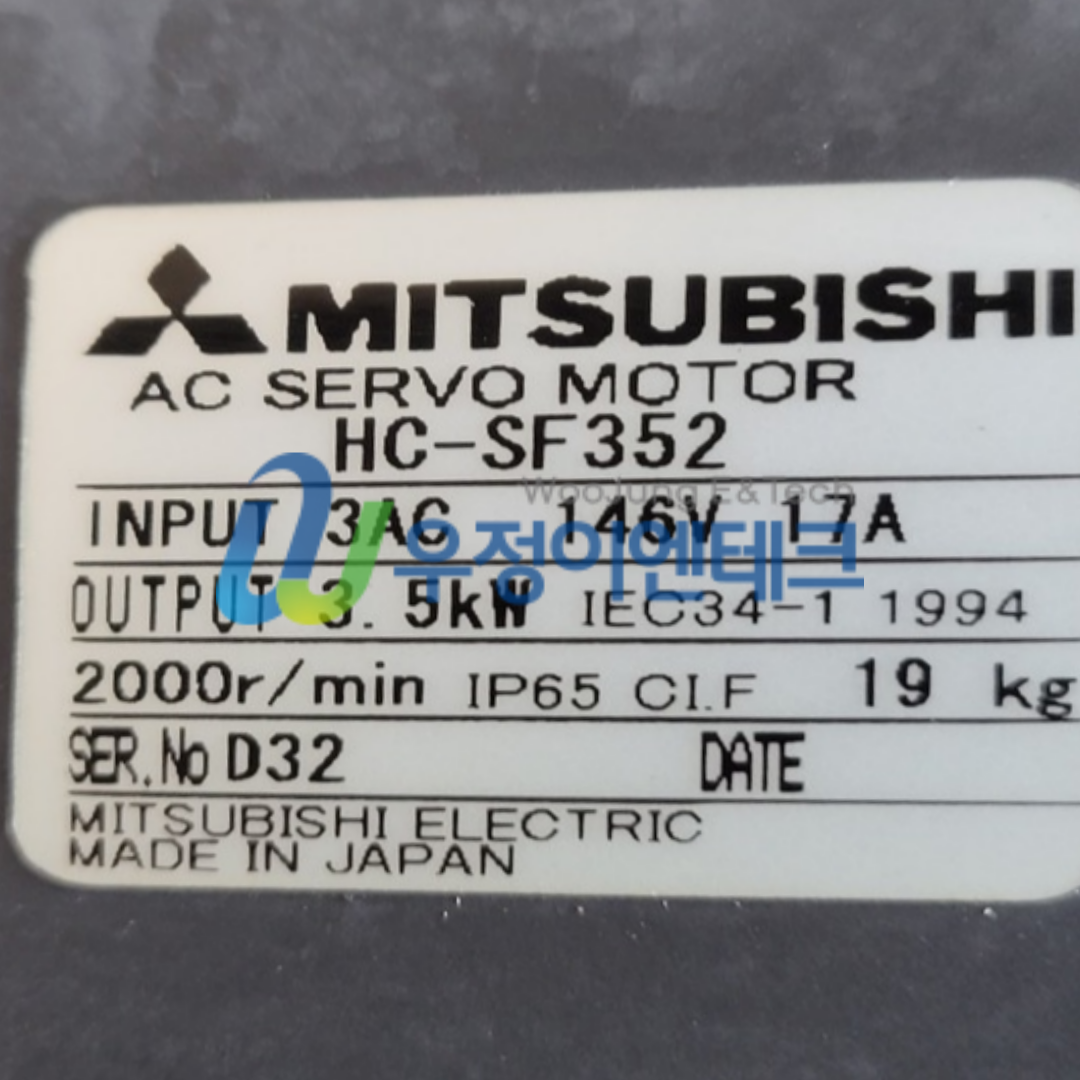 MITSUBISHI
AC SERVO MOTOR
HC-SF352
WooJung E&Tech
INPUT 3AC 146V 17A
우정이엔테크
OUTPUT 3.5kW IEC34-1 1994
2000r/min IP65 CI.F 19 kg
SER.No D32 DATE
MITSUBISHI ELECTRIC
MADE IN JAPAN